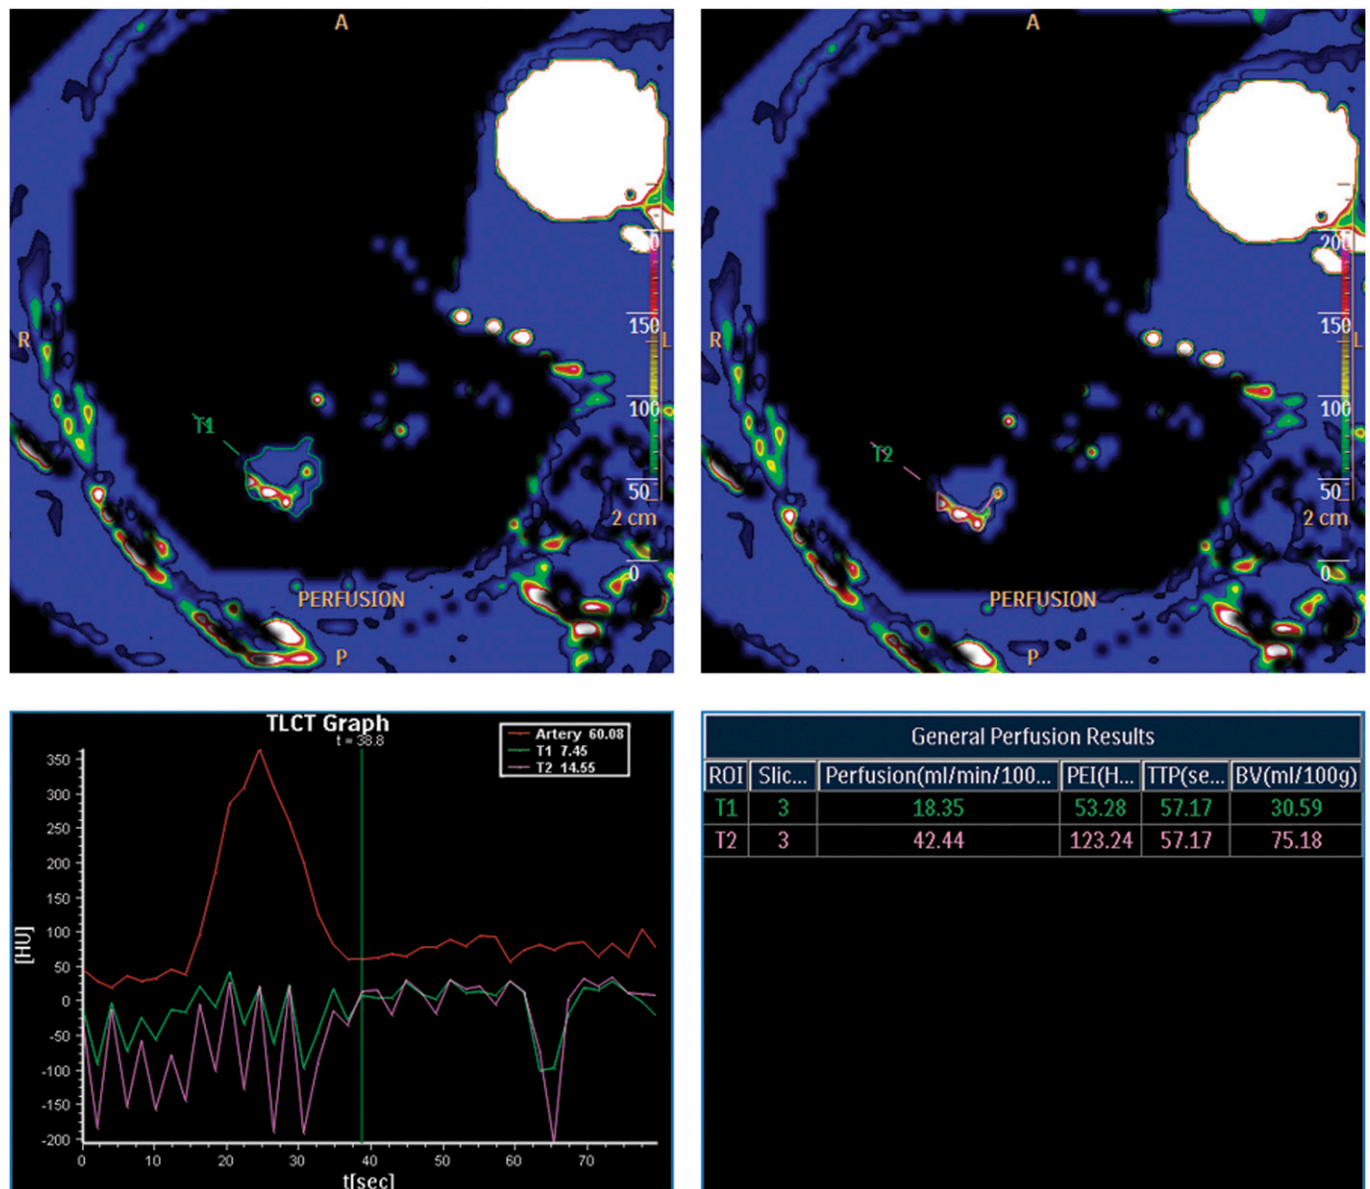 A
A
R
L
R
L
200
150
100
50
2 cm
0
200
150
100
50
2 cm
0
T1
T2
PERFUSION
PERFUSION
P
P
TLCT Graph
t = 38.8
Artery 60.08
T1 7.45
T2 14.55
[HU]
350
300
250
200
150
100
50
0
-50
-100
-150
-200
0 10 20 30 40 50 60 70
t[sec]
General Perfusion Results
ROI Slic... Perfusion(ml/min/100... PEI(H... TTP(se... BV(ml/100g)
T1 3 18.35 53.28 57.17 30.59
T2 3 42.44 123.24 57.17 75.18